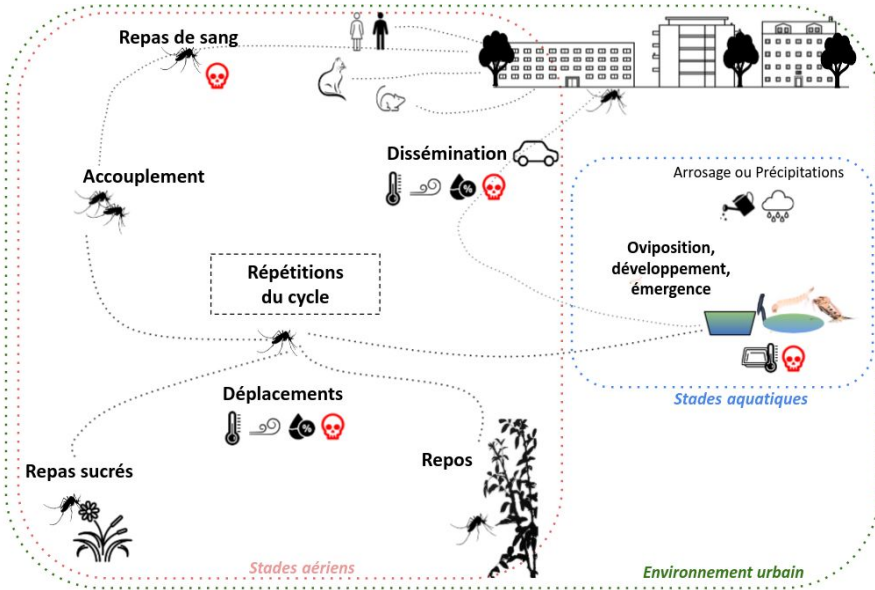 Repas de sang
Dissémination
%
Accouplement
Arrosage ou Précipitations
Oviposition,
développement,
émergence
Répétitions
du cycle
Déplacements
%
Stades aquatiques
Repas sucrés
Repos
Stades aériens
Environnement urbain